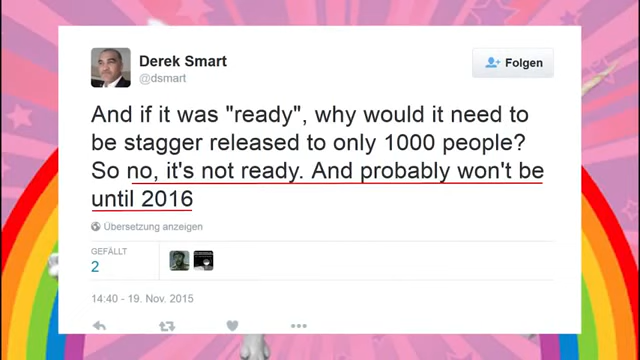 Derek Smart
@dsmart
Folgen
And if it was "ready", why would it need to
be stagger released to only 1000 people?
So no, it's not ready. And probably won't be
until 2016
Übersetzung anzeigen
GEFÄLLT
2
14:40 - 19. Nov. 2015